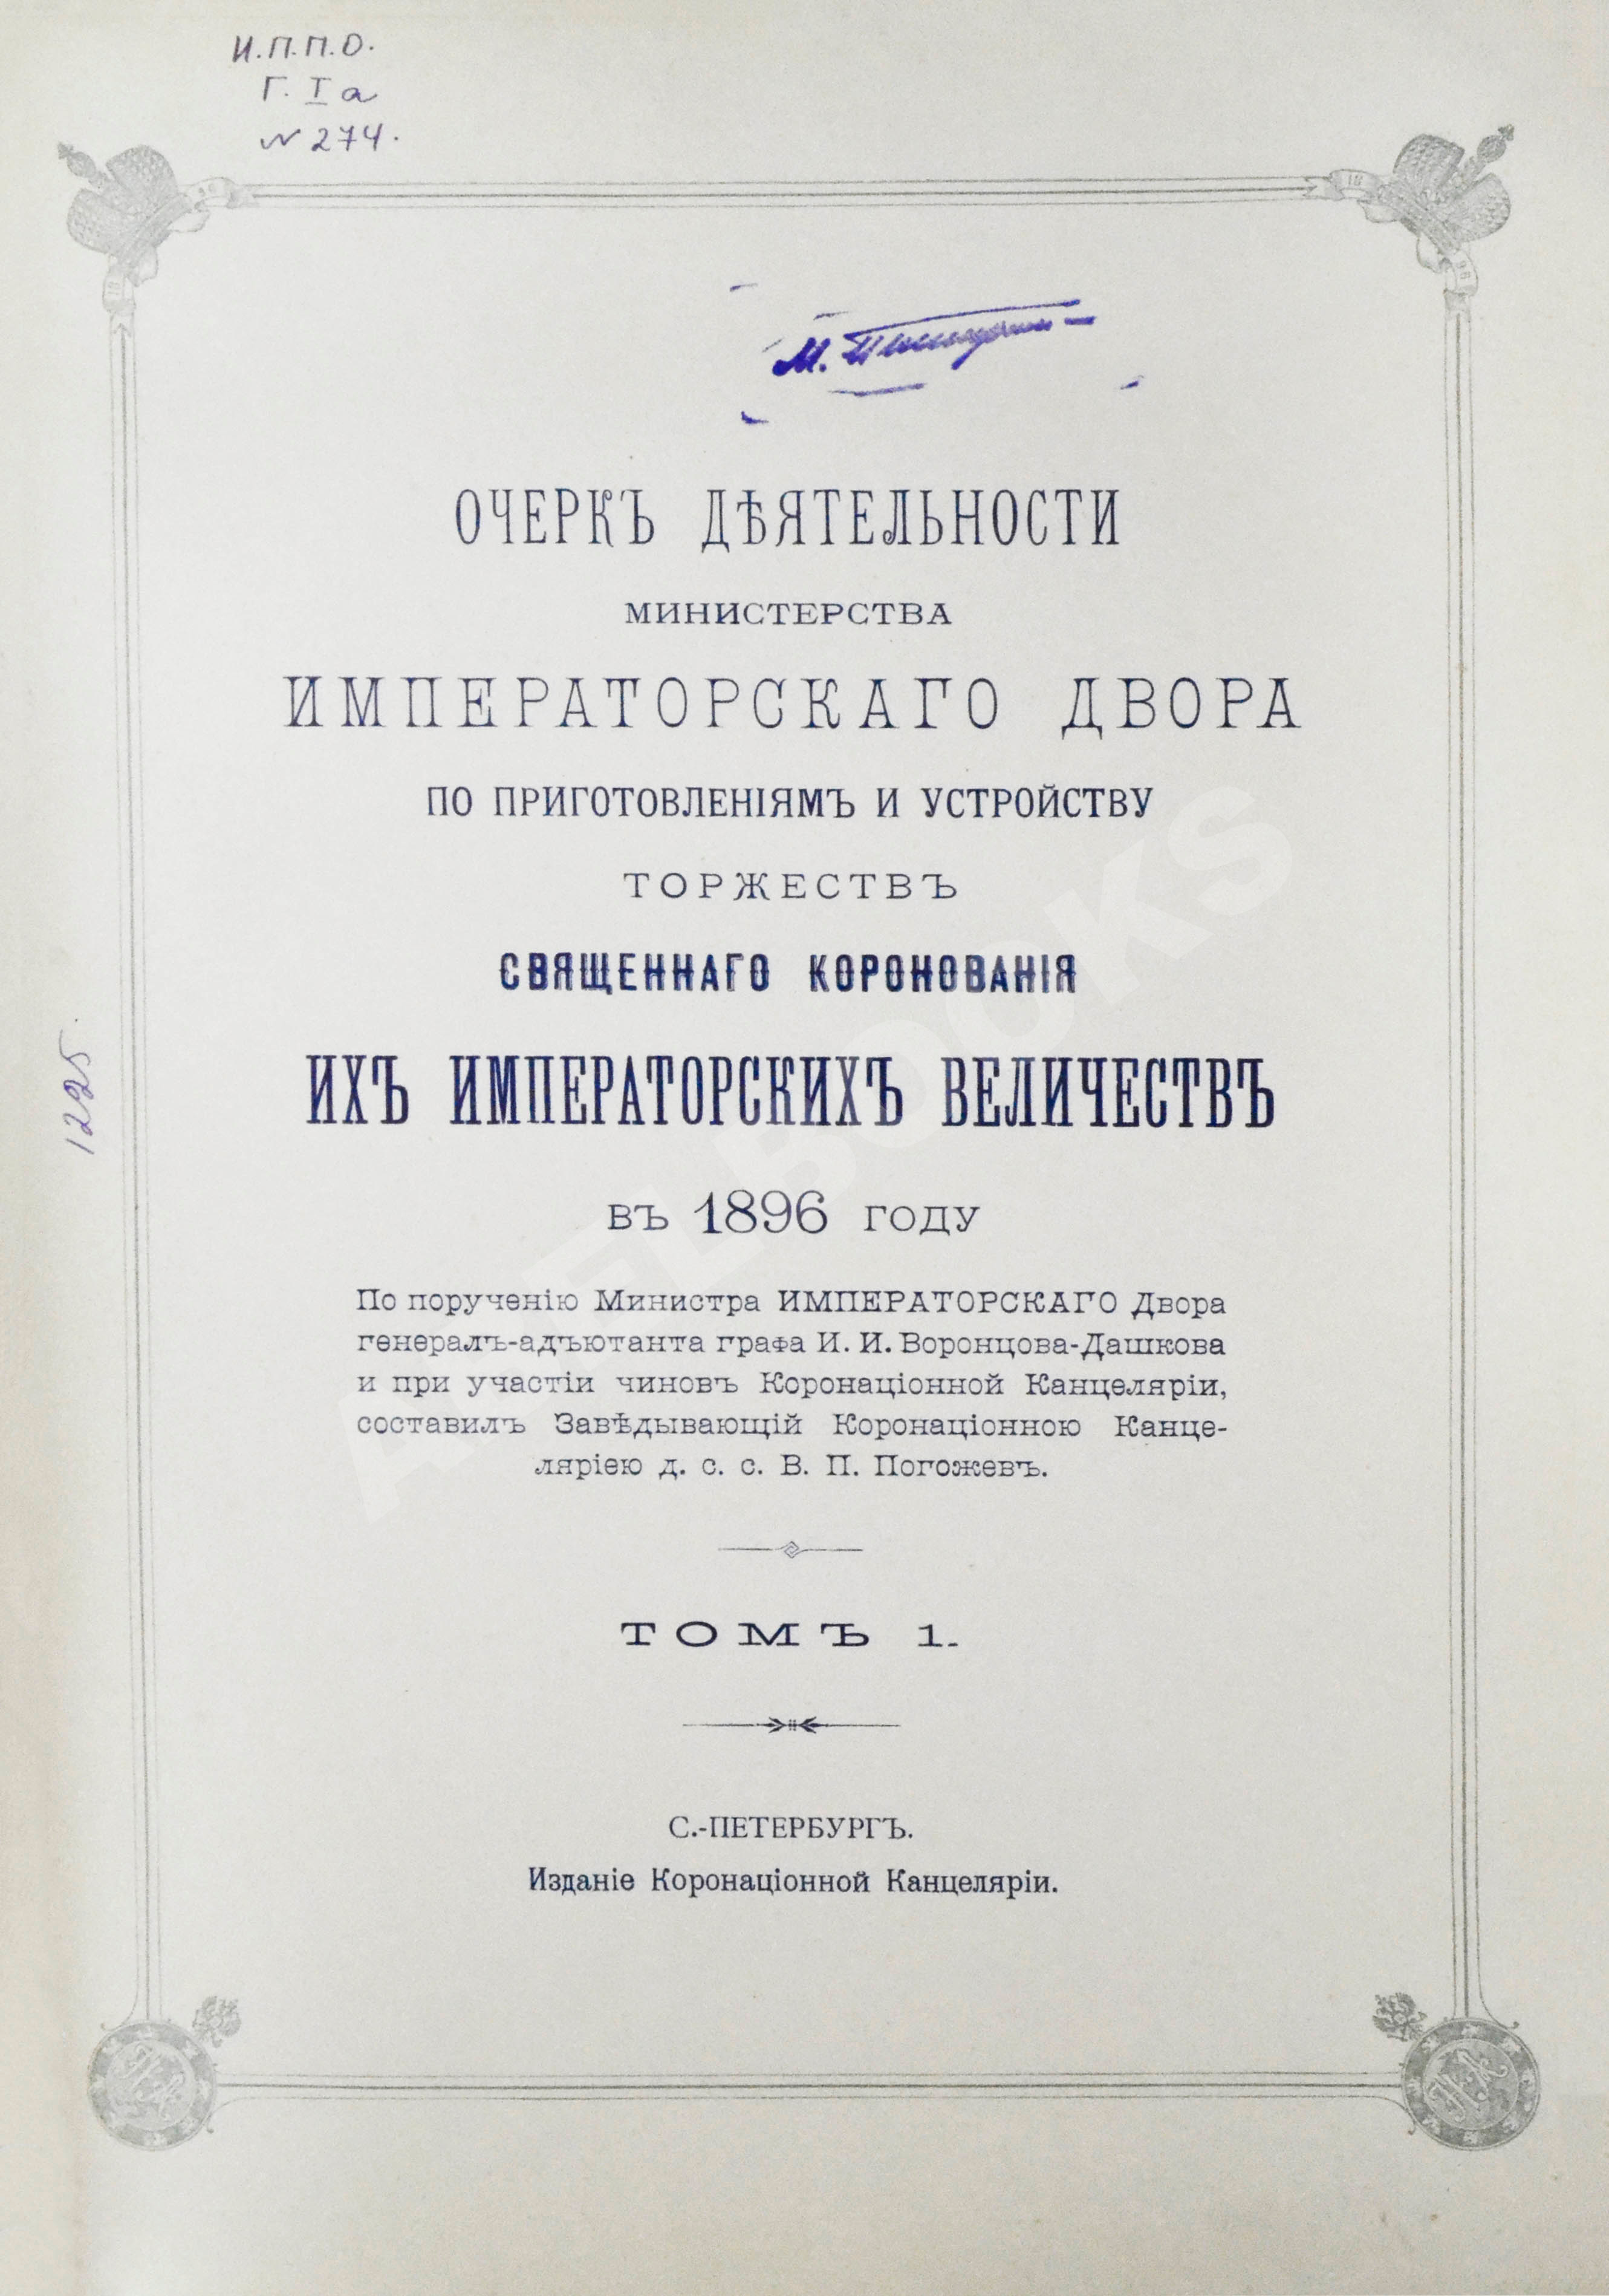 И.П.П.О.
Г. I а
N 274.
М.
ОЧЕРКЪ ДѢЯТЕЛЬНОСТИ
МИНИСТЕРСТВА
ИМПЕРАТОРСКАГО ДВОРА
ПО ПРИГОТОВЛЕНІЯМЪ И УСТРОЙСТВУ
ТОРЖЕСТВЪ
СВЯЩЕННАГО КОРОНОВАНІЯ
ИХЪ ИМПЕРАТОРСКИХЪ ВЕЛИЧЕСТВЪ
ВЪ 1896 ГОДУ
По порученію Министра ИМПЕРАТОРСКАГО Двора
генералъ-адъютанта графа И. И. Воронцова-Дашкова
и при участіи чиновъ Коронаціонной Канцеляріи,
составилъ Завѣдывающій Коронаціонною Канце-
ляріею д. с. с. В. П. Погожевъ.
ТОМЪ 1.
С.-ПЕТЕРБУРГЪ.
Изданіе Коронаціонной Канцеляріи.
1225